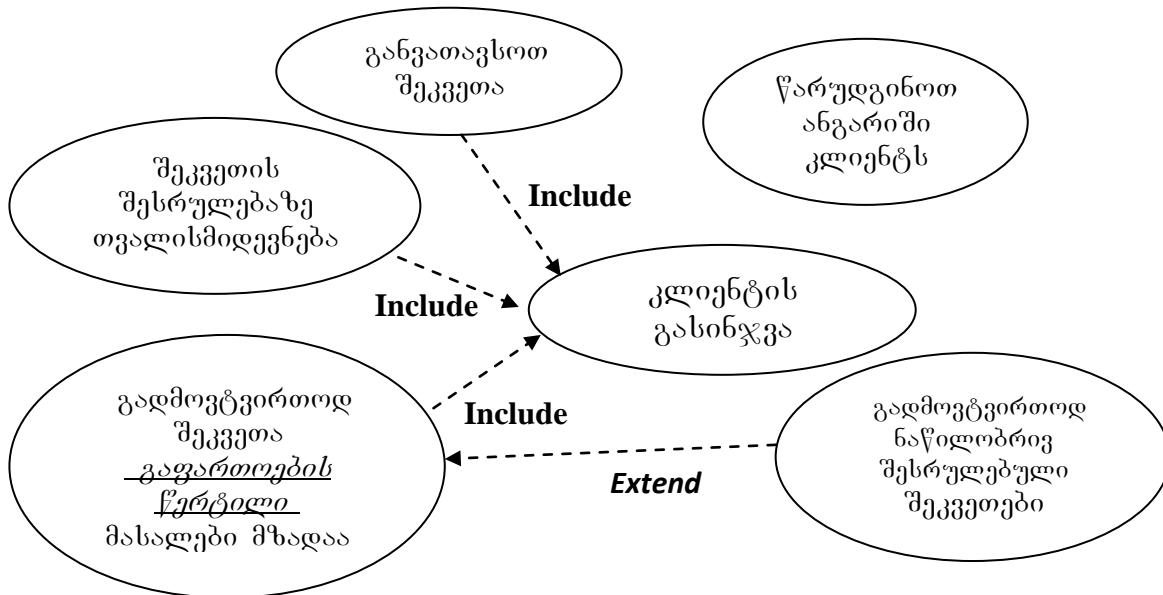 განვათავსოთ
შეკვეთა
წარუდგინოთ
ანგარიში
კლიენტს
შეკვეთის
შესრულებაზე
თვალისმიდევნება
Include
Include
კლიენტის
გასინჯვა
Include
გადმოვტვირთოდ
შეკვეთა
გაფართოების
წერტილი
მასალები მზადაა
Extend
გადმოვტვირთოდ
ნაწილობრივ
შესრულებული
შეკვეთები